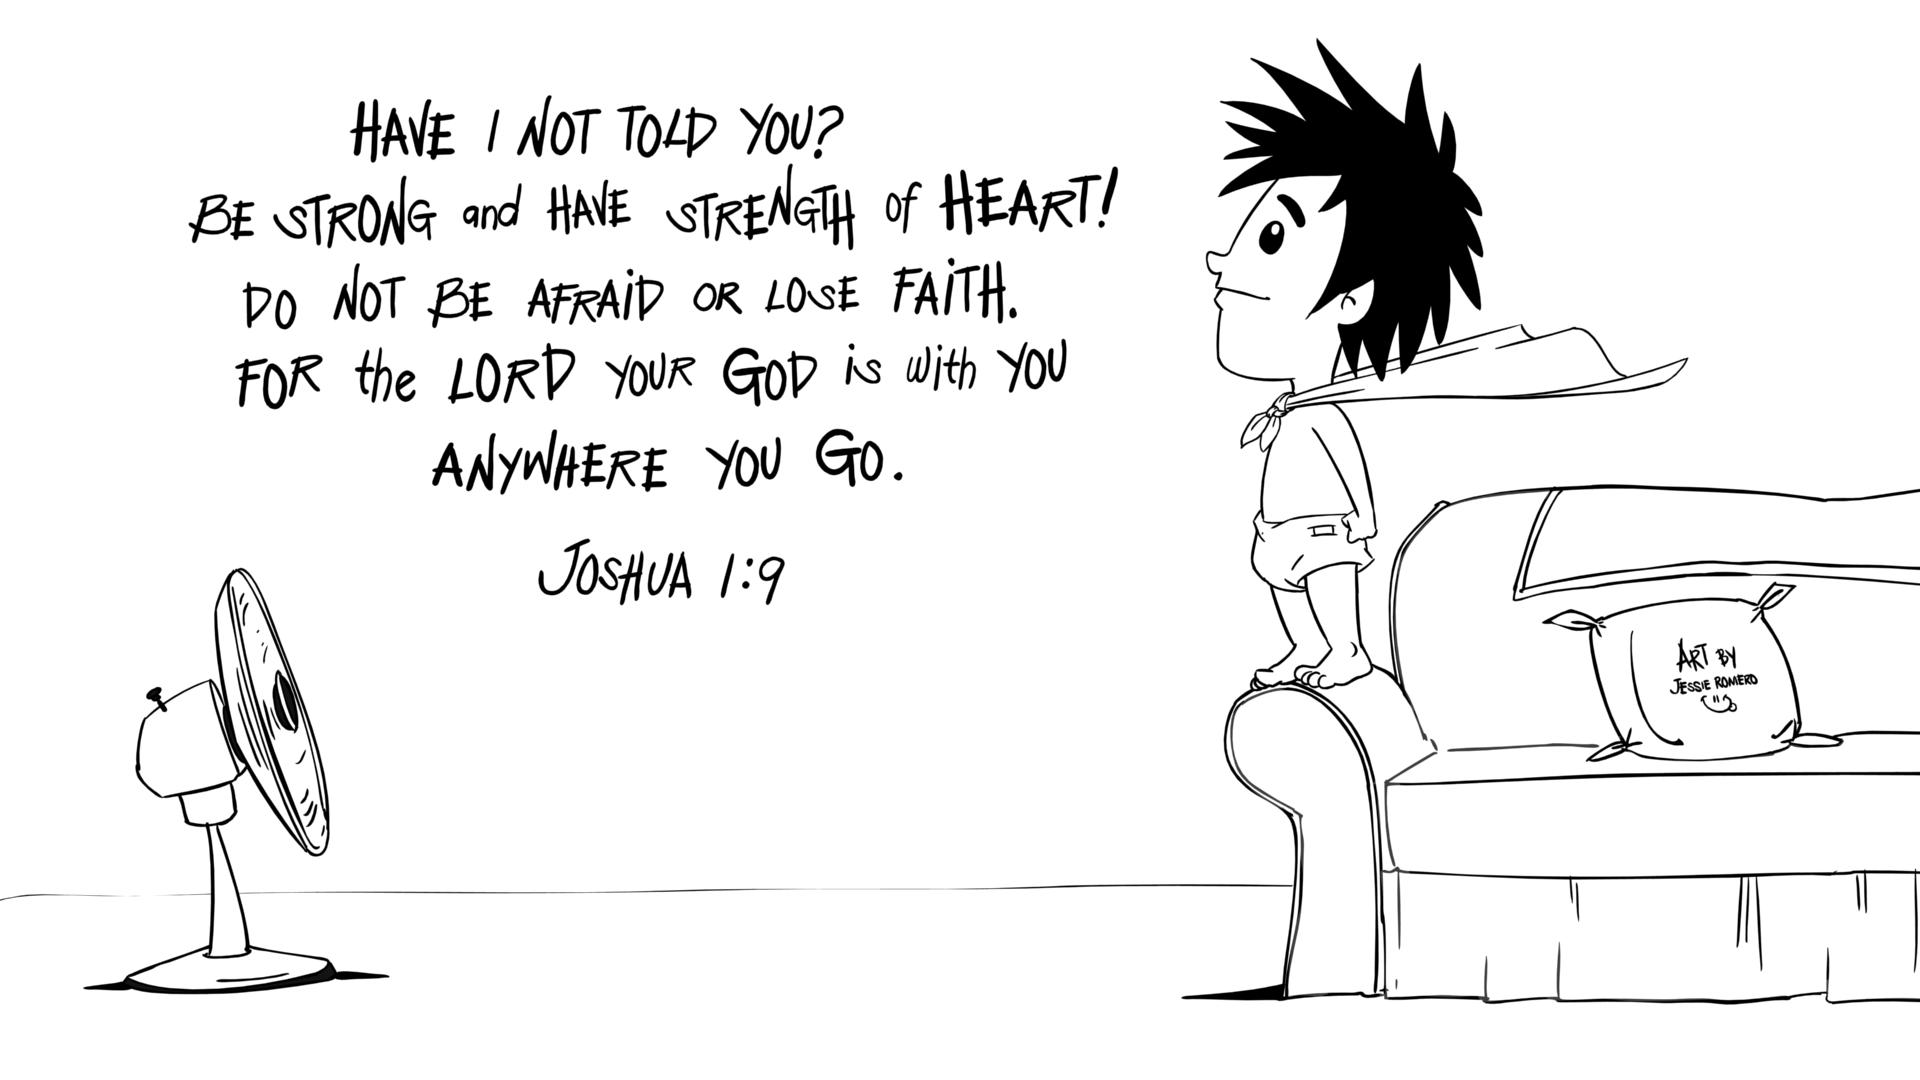 HAVE I NOT TOLD YOU?
BE STRONG and HAVE STRENGTH of HEART!
DO NOT BE AFRAiD OR LOSE FAiTH.
FOR the LORD YOUR GOD is with YOU
ANYWHERE YOU GO.
JOSHUA 1:9
ART BY
JESSIE ROMERO